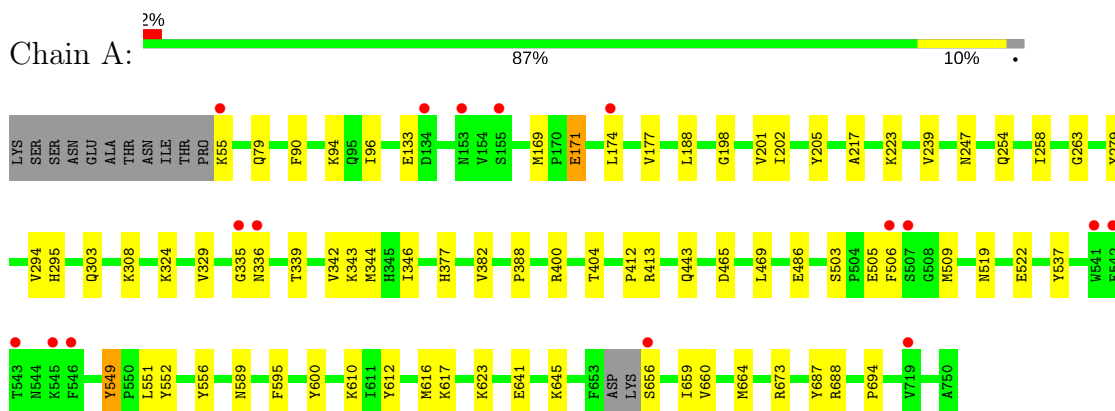 2%
Chain A:
87% 10% •
LYS SER SER ASN GLU ALA THR ASN ILE THR PRO K55 Q79 F90 K94 Q95 I96 E133 D134 N153 V154 S155 M169 P170 E171 L174 V177 L188 G198 V201 I202 Y205 A217 K223 V239 N247 Q254 I258 G263
V294 H295 Q303 K308 K324 V329 G335 N336 T339 V342 K343 M344 H345 I346 H377 V382 P388 R400 T404 P412 R413 Q443 D465 L469 E486 S503 P504 E505 F506 S507 G508 M509 N519 E522 Y537 W541
T543 N544 K545 F546 Y549 P550 L551 Y552 Y556 N589 F595 Y600 K610 I611 Y612 M616 K617 K623 E641 K645 F653 ASP LYS S656 I659 V660 M664 R673 Y687 R688 P694 V719 A750